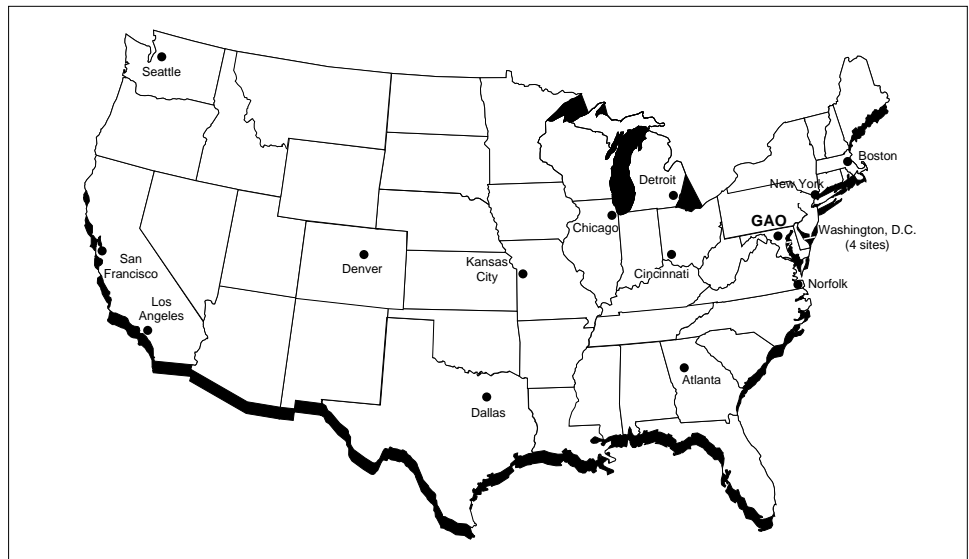 Seattle
Boston
Detroit
New York
GAO
Chicago
Washington, D.C.
(4 sites)
San
Francisco
Denver
Kansas
City
Cincinnati
Norfolk
Los
Angeles
Atlanta
Dallas